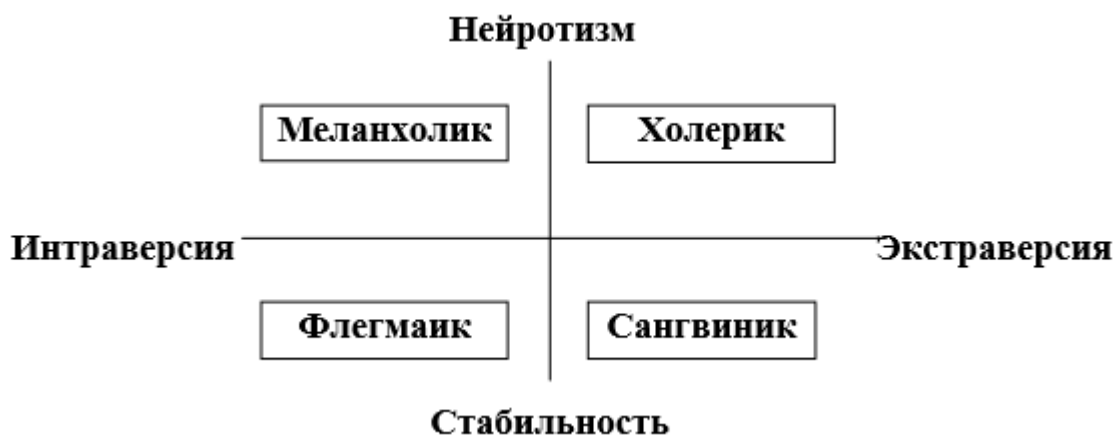 Нейротизм
Меланхолик Холерик
Интраверсия Экстраверсия
Флегмаик Сангвиник
Стабильность